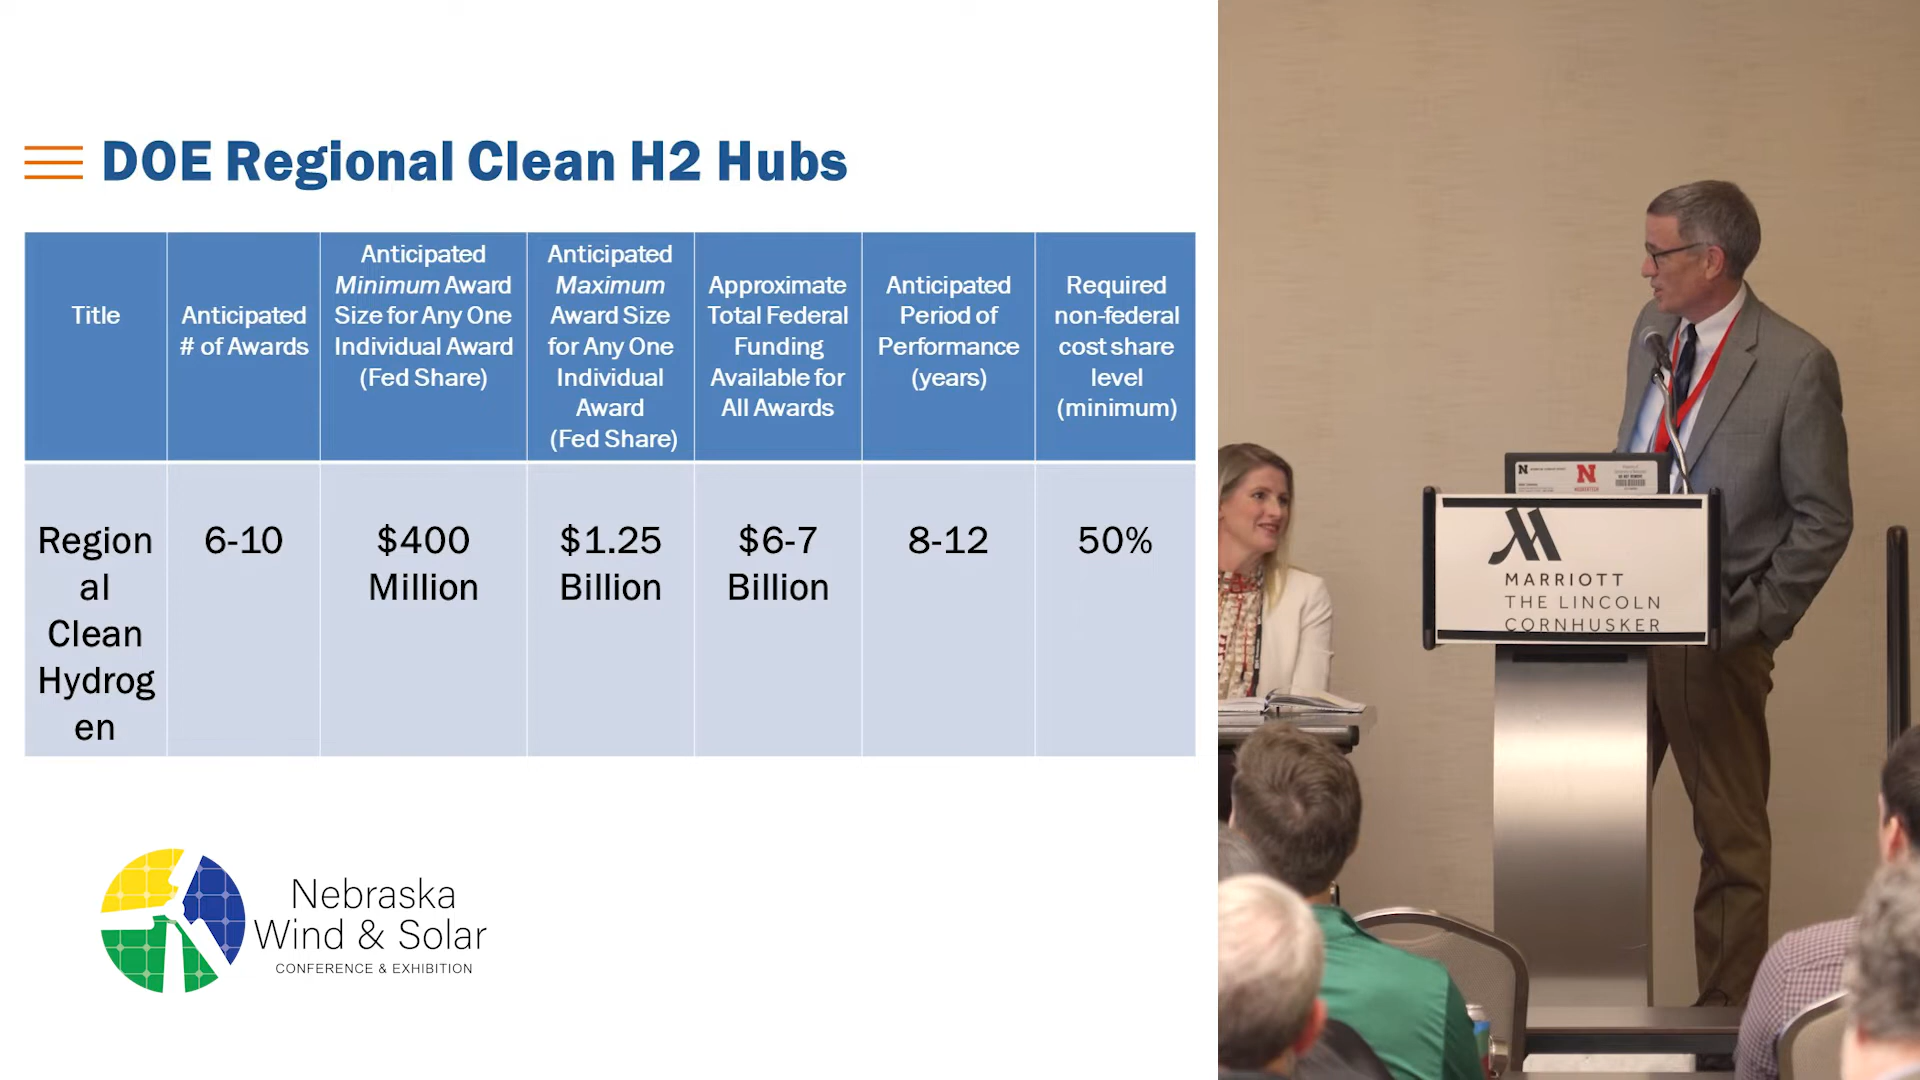 DOE Regional Clean H2 Hubs
Title
Anticipated
# of Awards
Anticipated
Minimum Award
Size for Any One
Individual Award
(Fed Share)
Anticipated
Maximum
Award Size
for Any One
Individual
Award
(Fed Share)
Approximate
Total Federal
Funding
Available for
All Awards
Anticipated
Period of
Performance
(years)
Required
non-federal
cost share
level
(minimum)
Region
al
Clean
Hydrog
en
6-10
$400
Million
$1.25
Billion
$6-7
Billion
8-12
50%
Nebraska
Wind & Solar
CONFERENCE & EXHIBITION
N
N
MARRIOTT
THE LINCOLN
CORNHUSKER